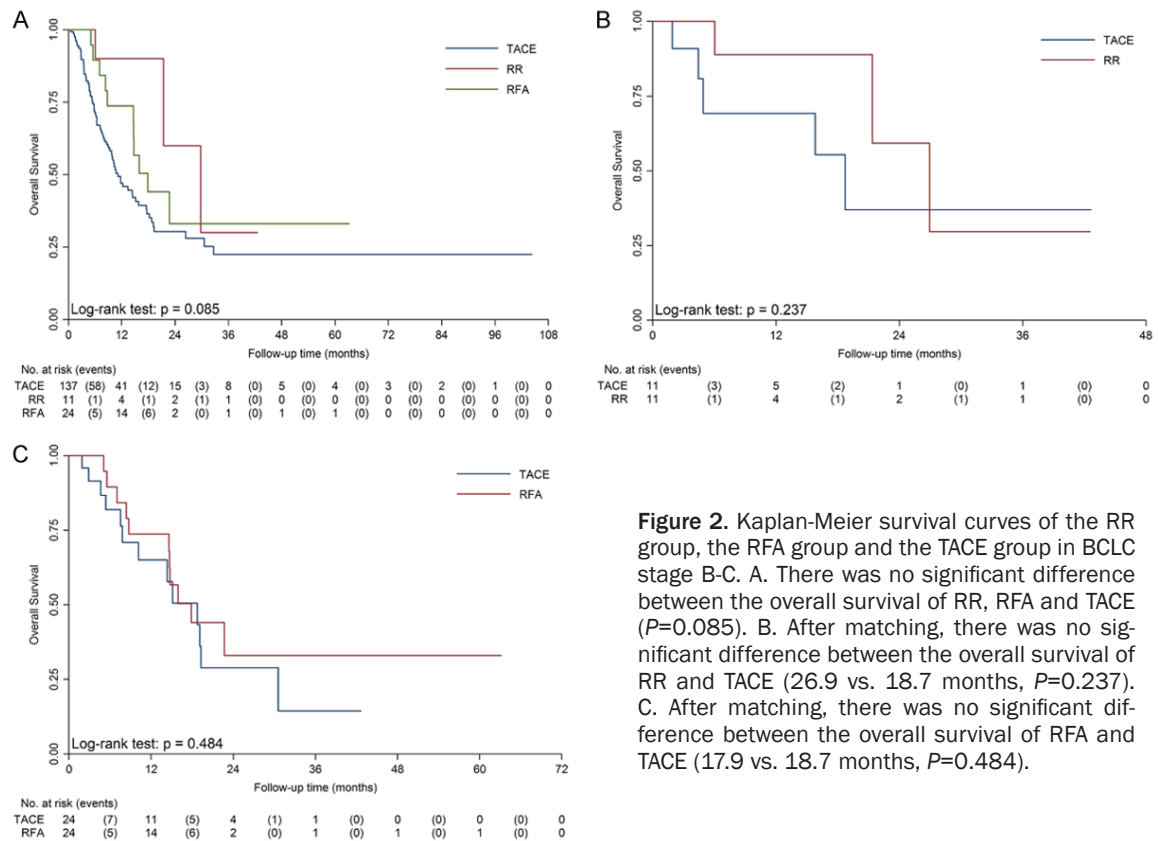 A
1.00
0.75
0.50
0.25
0.00
Overall Survival
TACE
RR
RFA
Log-rank test: p = 0.085
0 12 24 36 48 60 72 84 96 108
Follow-up time (months)
No. at risk (events)
TACE 137 (58) 41 (12) 15 (3) 8 (0) 5 (0) 4 (0) 3 (0) 2 (0) 1 (0) 0
RR 11 (1) 4 (1) 2 (1) 1 (0) 0 (0) 0 (0) 0 (0) 0 (0) 0 (0) 0
RFA 24 (5) 14 (6) 2 (0) 1 (0) 1 (0) 1 (0) 0 (0) 0 (0) 0 (0) 0
B
1.00
0.75
0.50
0.25
0.00
Overall Survival
TACE
RR
Log-rank test: p = 0.237
0 12 24 36 48
Follow-up time (months)
No. at risk (events)
TACE 11 (3) 5 (2) 1 (0) 1 (0) 0
RR 11 (1) 4 (1) 2 (1) 1 (0) 0
C
1.00
0.75
0.50
0.25
0.00
Overall Survival
TACE
RFA
Log-rank test: p = 0.484
0 12 24 36 48 60 72
Follow-up time (months)
No. at risk (events)
TACE 24 (7) 11 (5) 4 (1) 1 (0) 0 (0) 0 (0) 0
RFA 24 (5) 14 (6) 2 (0) 1 (0) 1 (0) 1 (0) 0
Figure 2. Kaplan-Meier survival curves of the RR
group, the RFA group and the TACE group in BCLC
stage B-C. A. There was no significant difference
between the overall survival of RR, RFA and TACE
(P=0.085). B. After matching, there was no sig-
nificant difference between the overall survival of
RR and TACE (26.9 vs. 18.7 months, P=0.237).
C. After matching, there was no significant dif-
ference between the overall survival of RFA and
TACE (17.9 vs. 18.7 months, P=0.484).